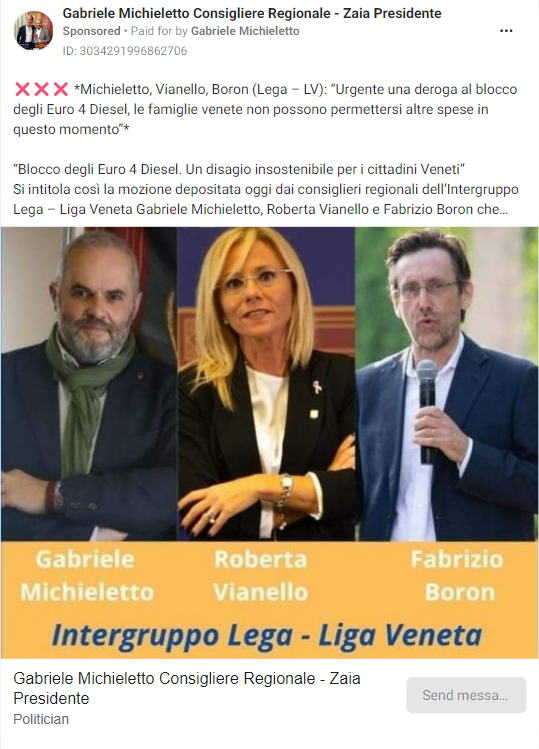 Gabriele Michieletto Consigliere Regionale - Zaia Presidente
Sponsored • Paid for by Gabriele Michieletto
ID: 3034291996862706
❌❌❌ *Michieletto, Vianello, Boron (Lega – LV): “Urgente una deroga al blocco
degli Euro 4 Diesel, le famiglie venete non possono permettersi altre spese in
questo momento”*
“Blocco degli Euro 4 Diesel. Un disagio insostenibile per i cittadini Veneti”
Si intitola così la mozione depositata oggi dai consiglieri regionali dell’Intergruppo
Lega – Liga Veneta Gabriele Michieletto, Roberta Vianello e Fabrizio Boron che...
Gabriele Roberta Fabrizio
Michieletto Vianello Boron
Intergruppo Lega - Liga Veneta
Gabriele Michieletto Consigliere Regionale - Zaia
Presidente
Politician
Send messa...